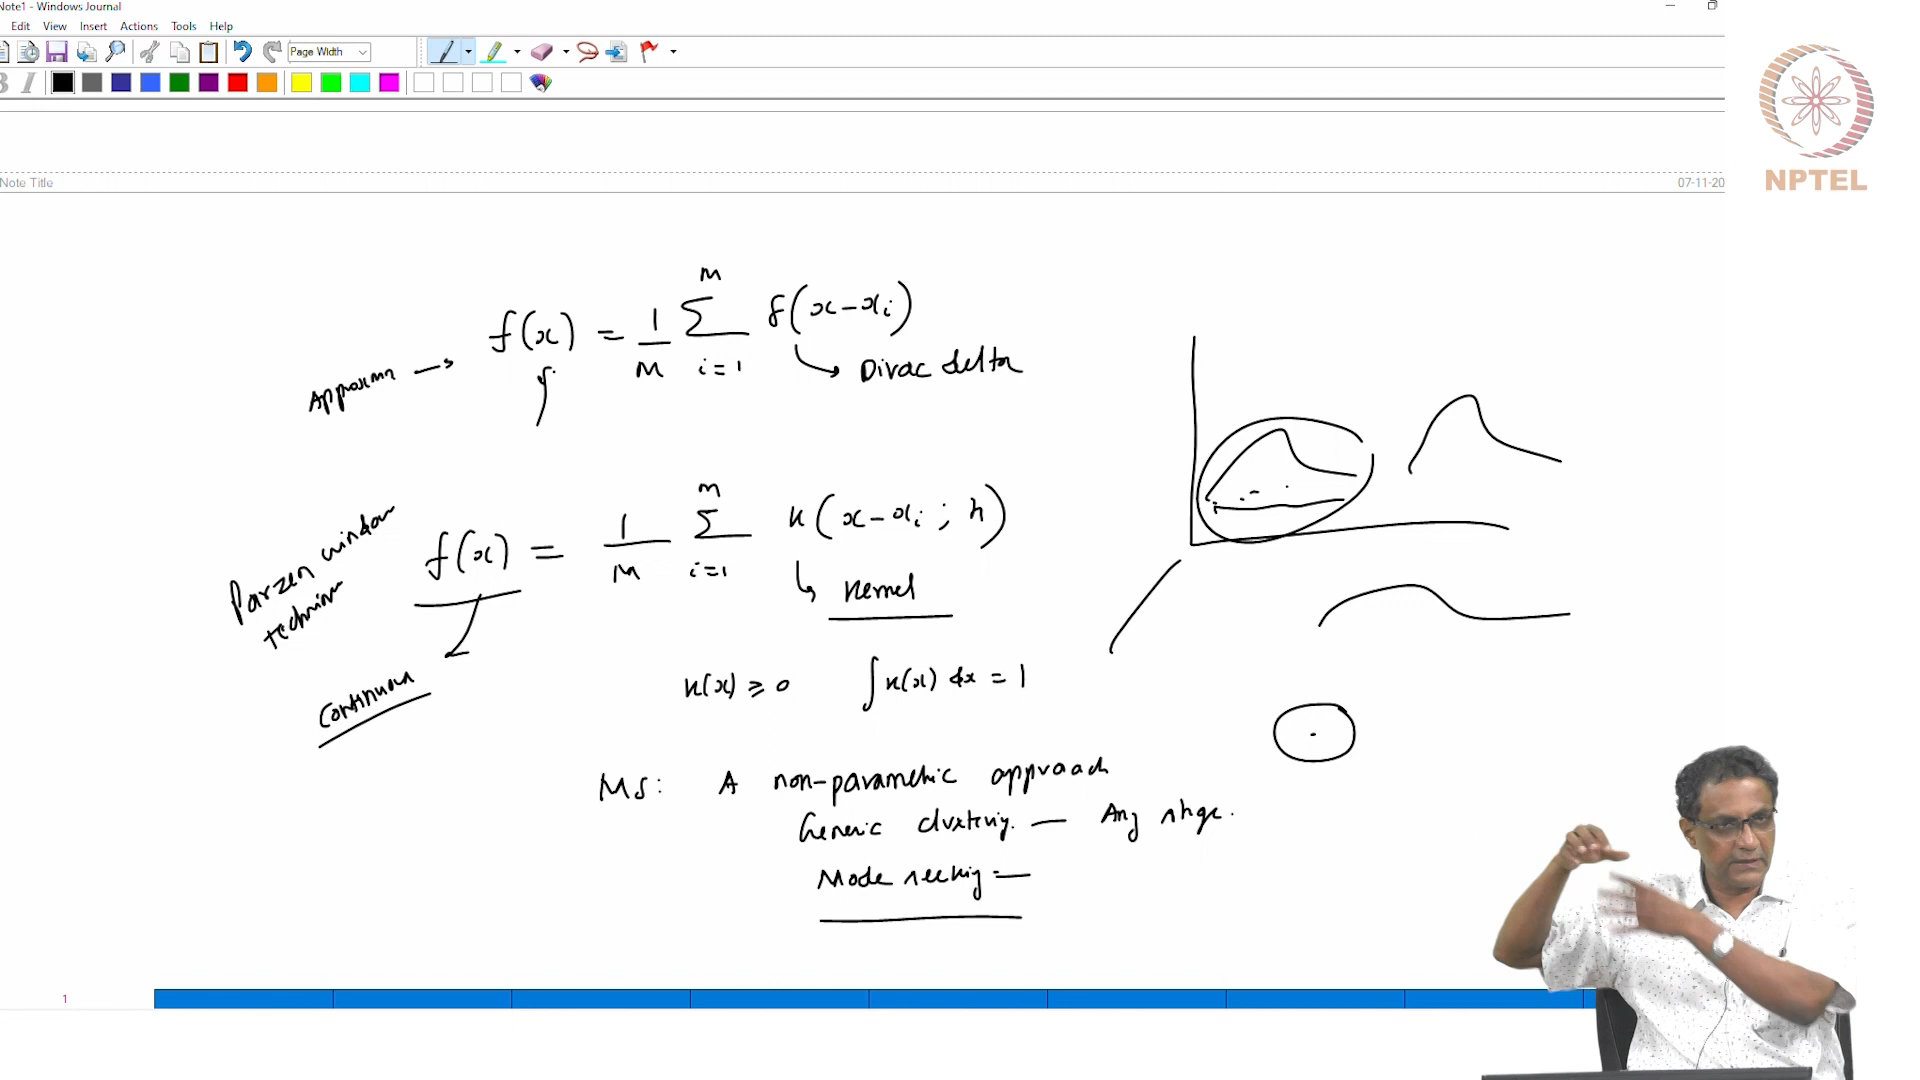 Note1 - Windows Journal
Edit View Insert Actions Tools Help
Page Width
B I
Note Title
07-11-20
NPTEL
f(x) = 1/M M Σ i=1 δ(x-xi)
Approxmn →
→ Dirac delta
Parzen window
technique
f(x) = 1/M M Σ i=1 K(x-xi ; h)
Kernel
Continuous
K(x) ≥ 0 ∫K(x) dx = 1
MS: A non-parametric approach
Generic clustering. — Any shape.
Mode seeking —
1